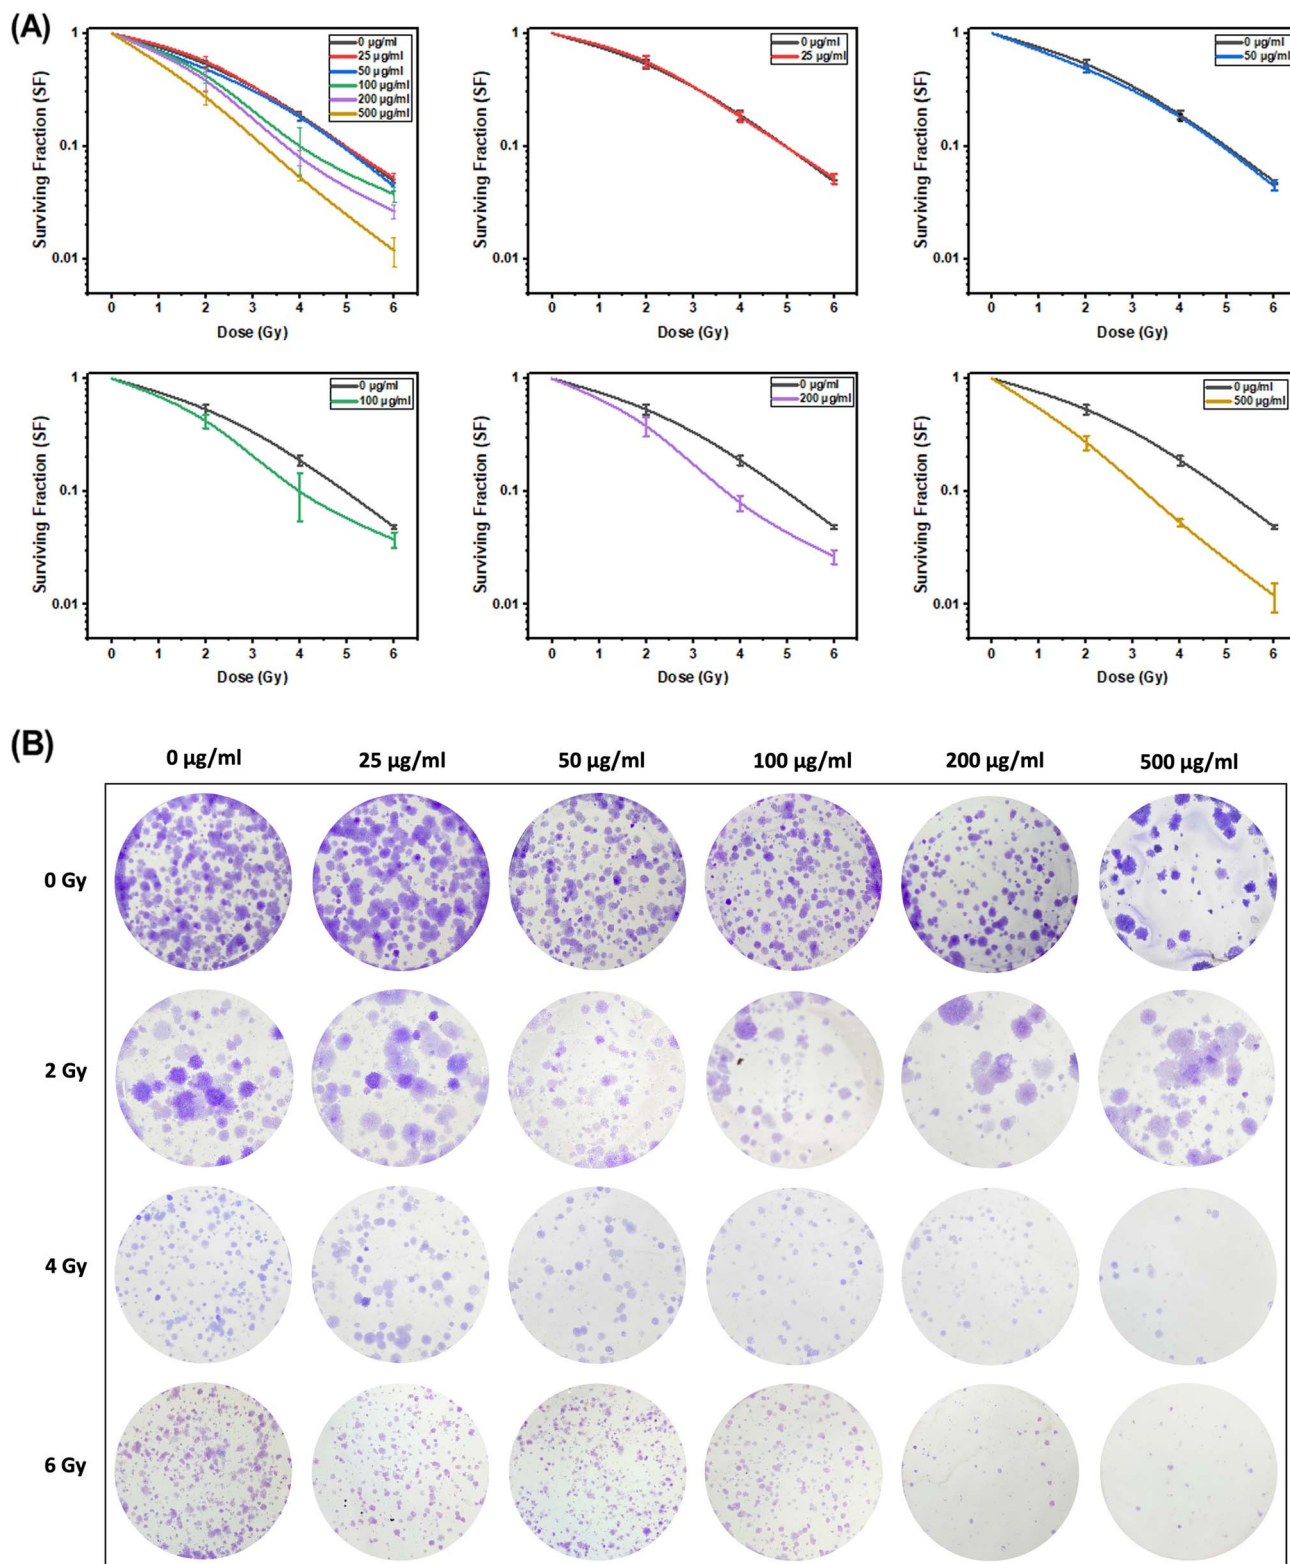 (A)
1
0.1
0.01
Surviving Fraction (SF)
0 µg/ml
25 µg/ml
50 µg/ml
100 µg/ml
200 µg/ml
500 µg/ml
0 1 2 3 4 5 6
Dose (Gy)
1
0.1
0.01
Surviving Fraction (SF)
0 µg/ml
25 µg/ml
0 1 2 3 4 5 6
Dose (Gy)
1
0.1
0.01
Surviving Fraction (SF)
0 µg/ml
50 µg/ml
0 1 2 3 4 5 6
Dose (Gy)
1
0.1
0.01
Surviving Fraction (SF)
0 µg/ml
100 µg/ml
0 1 2 3 4 5 6
Dose (Gy)
1
0.1
0.01
Surviving Fraction (SF)
0 µg/ml
200 µg/ml
0 1 2 3 4 5 6
Dose (Gy)
1
0.1
0.01
Surviving Fraction (SF)
0 µg/ml
500 µg/ml
0 1 2 3 4 5 6
Dose (Gy)
(B)
0 µg/ml 25 µg/ml 50 µg/ml 100 µg/ml 200 µg/ml 500 µg/ml
0 Gy
2 Gy
4 Gy
6 Gy